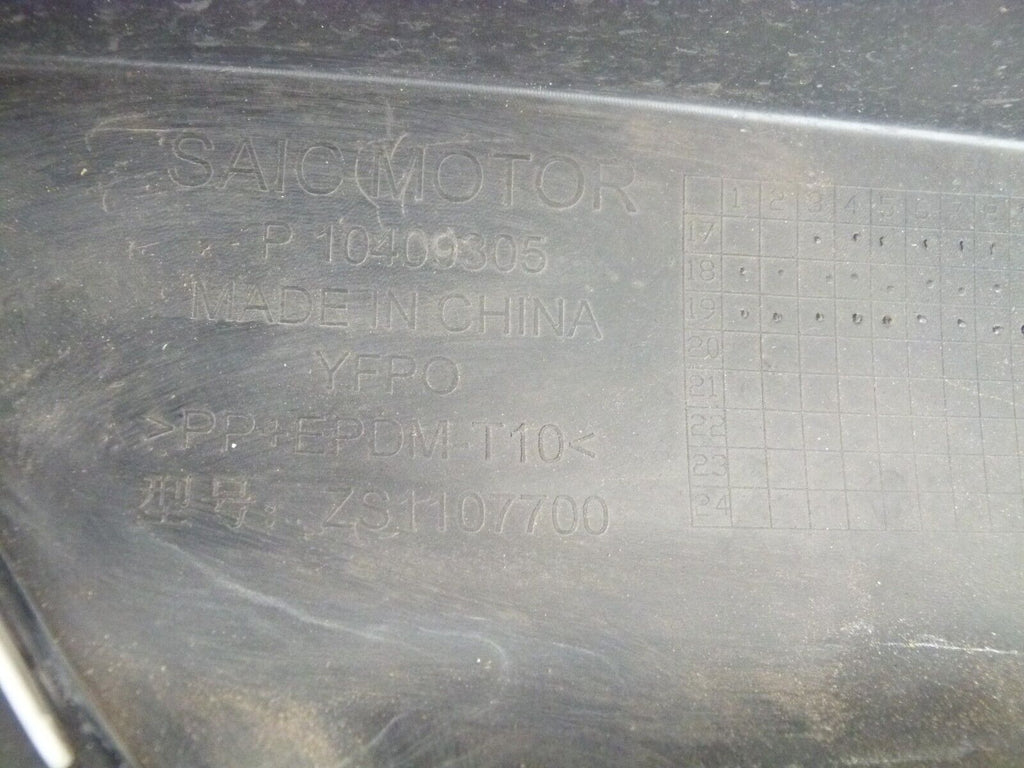 SAIC MOTOR
P 10409305
MADE IN CHINA
YFPO
>PP+EPDM-T10<
型号: ZS1107700
1 2 3 4 5 6 7 8
17
18
19
20
21
22
23
24